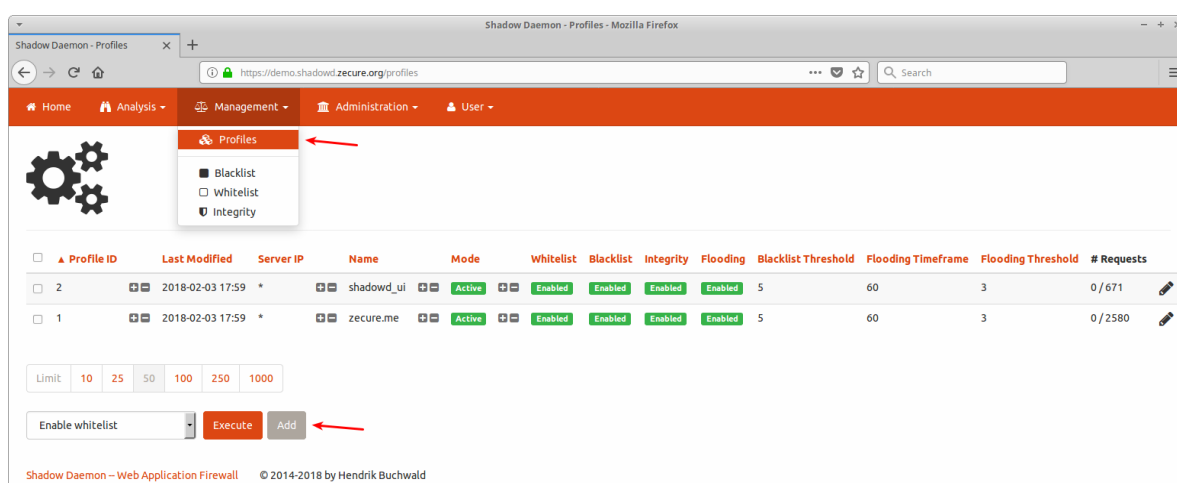 Shadow Daemon - Profiles - Mozilla Firefox
Shadow Daemon - Profiles
https://demo.shadowd.zecure.org/profiles
Search
Home Analysis Management Administration User
Profiles
Blacklist
Whitelist
Integrity
Profile ID Last Modified Server IP Name Mode Whitelist Blacklist Integrity Flooding Blacklist Threshold Flooding Timeframe Flooding Threshold # Requests
2 2018-02-03 17:59 * shadowd_ui Active Enabled Enabled Enabled Enabled 5 60 3 0 / 671
1 2018-02-03 17:59 * zecure.me Active Enabled Enabled Enabled Enabled 5 60 3 0 / 2580
Limit 10 25 50 100 250 1000
Enable whitelist Execute Add
Shadow Daemon — Web Application Firewall © 2014-2018 by Hendrik Buchwald